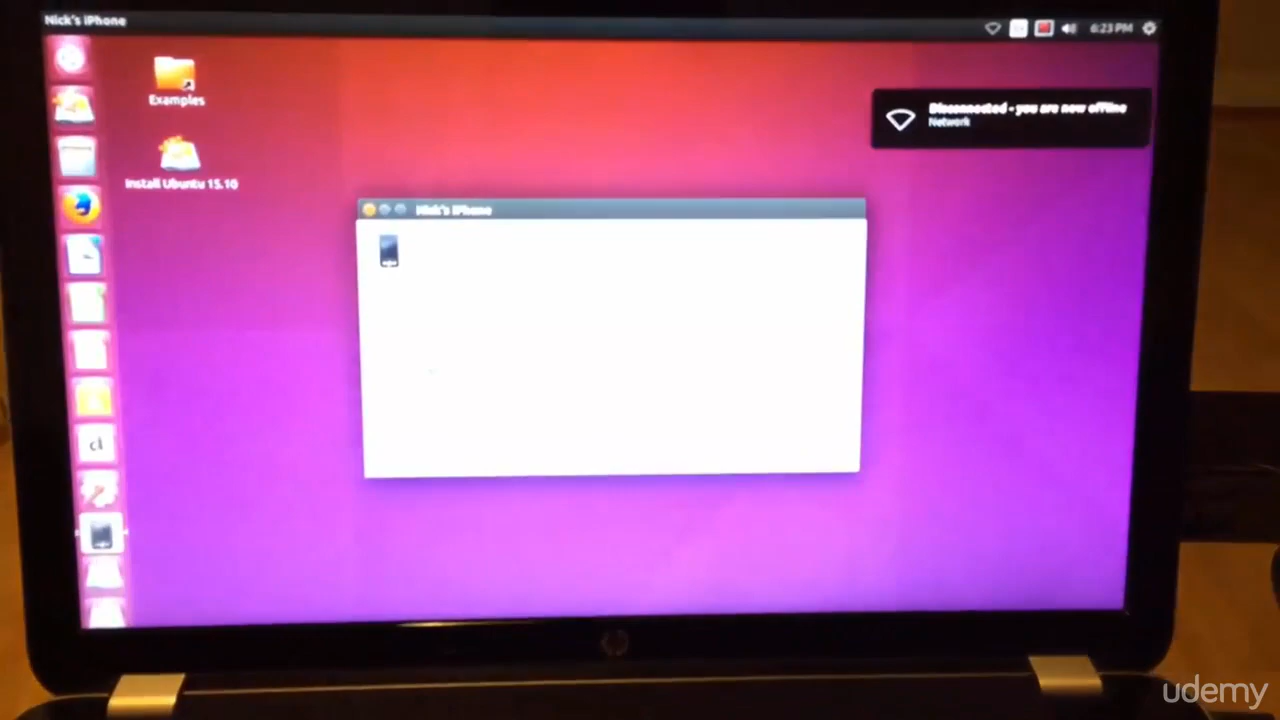 Nick's iPhone
6:23 PM
Examples
Disconnected - you are now offline
Network
Install Ubuntu 15.10
Nick's iPhone
hp
udemy